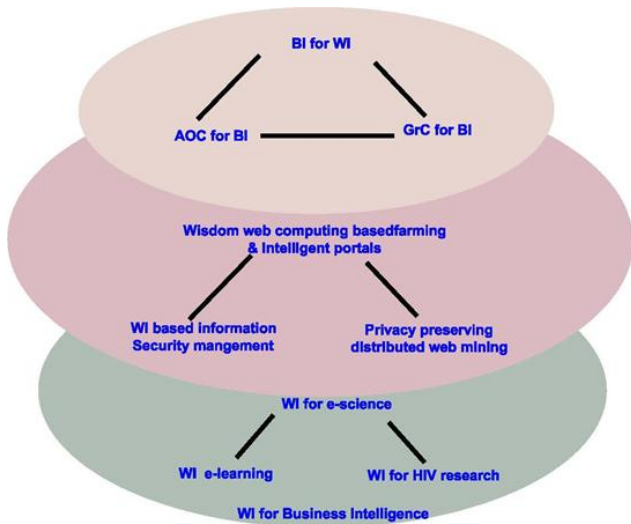 BI for WI
AOC for BI
GrC for BI
Wisdom web computing basedfarming
& Intelligent portals
WI based information
Security mangement
Privacy preserving
distributed web mining
WI for e-science
WI e-learning
WI for HIV research
WI for Business Intelligence